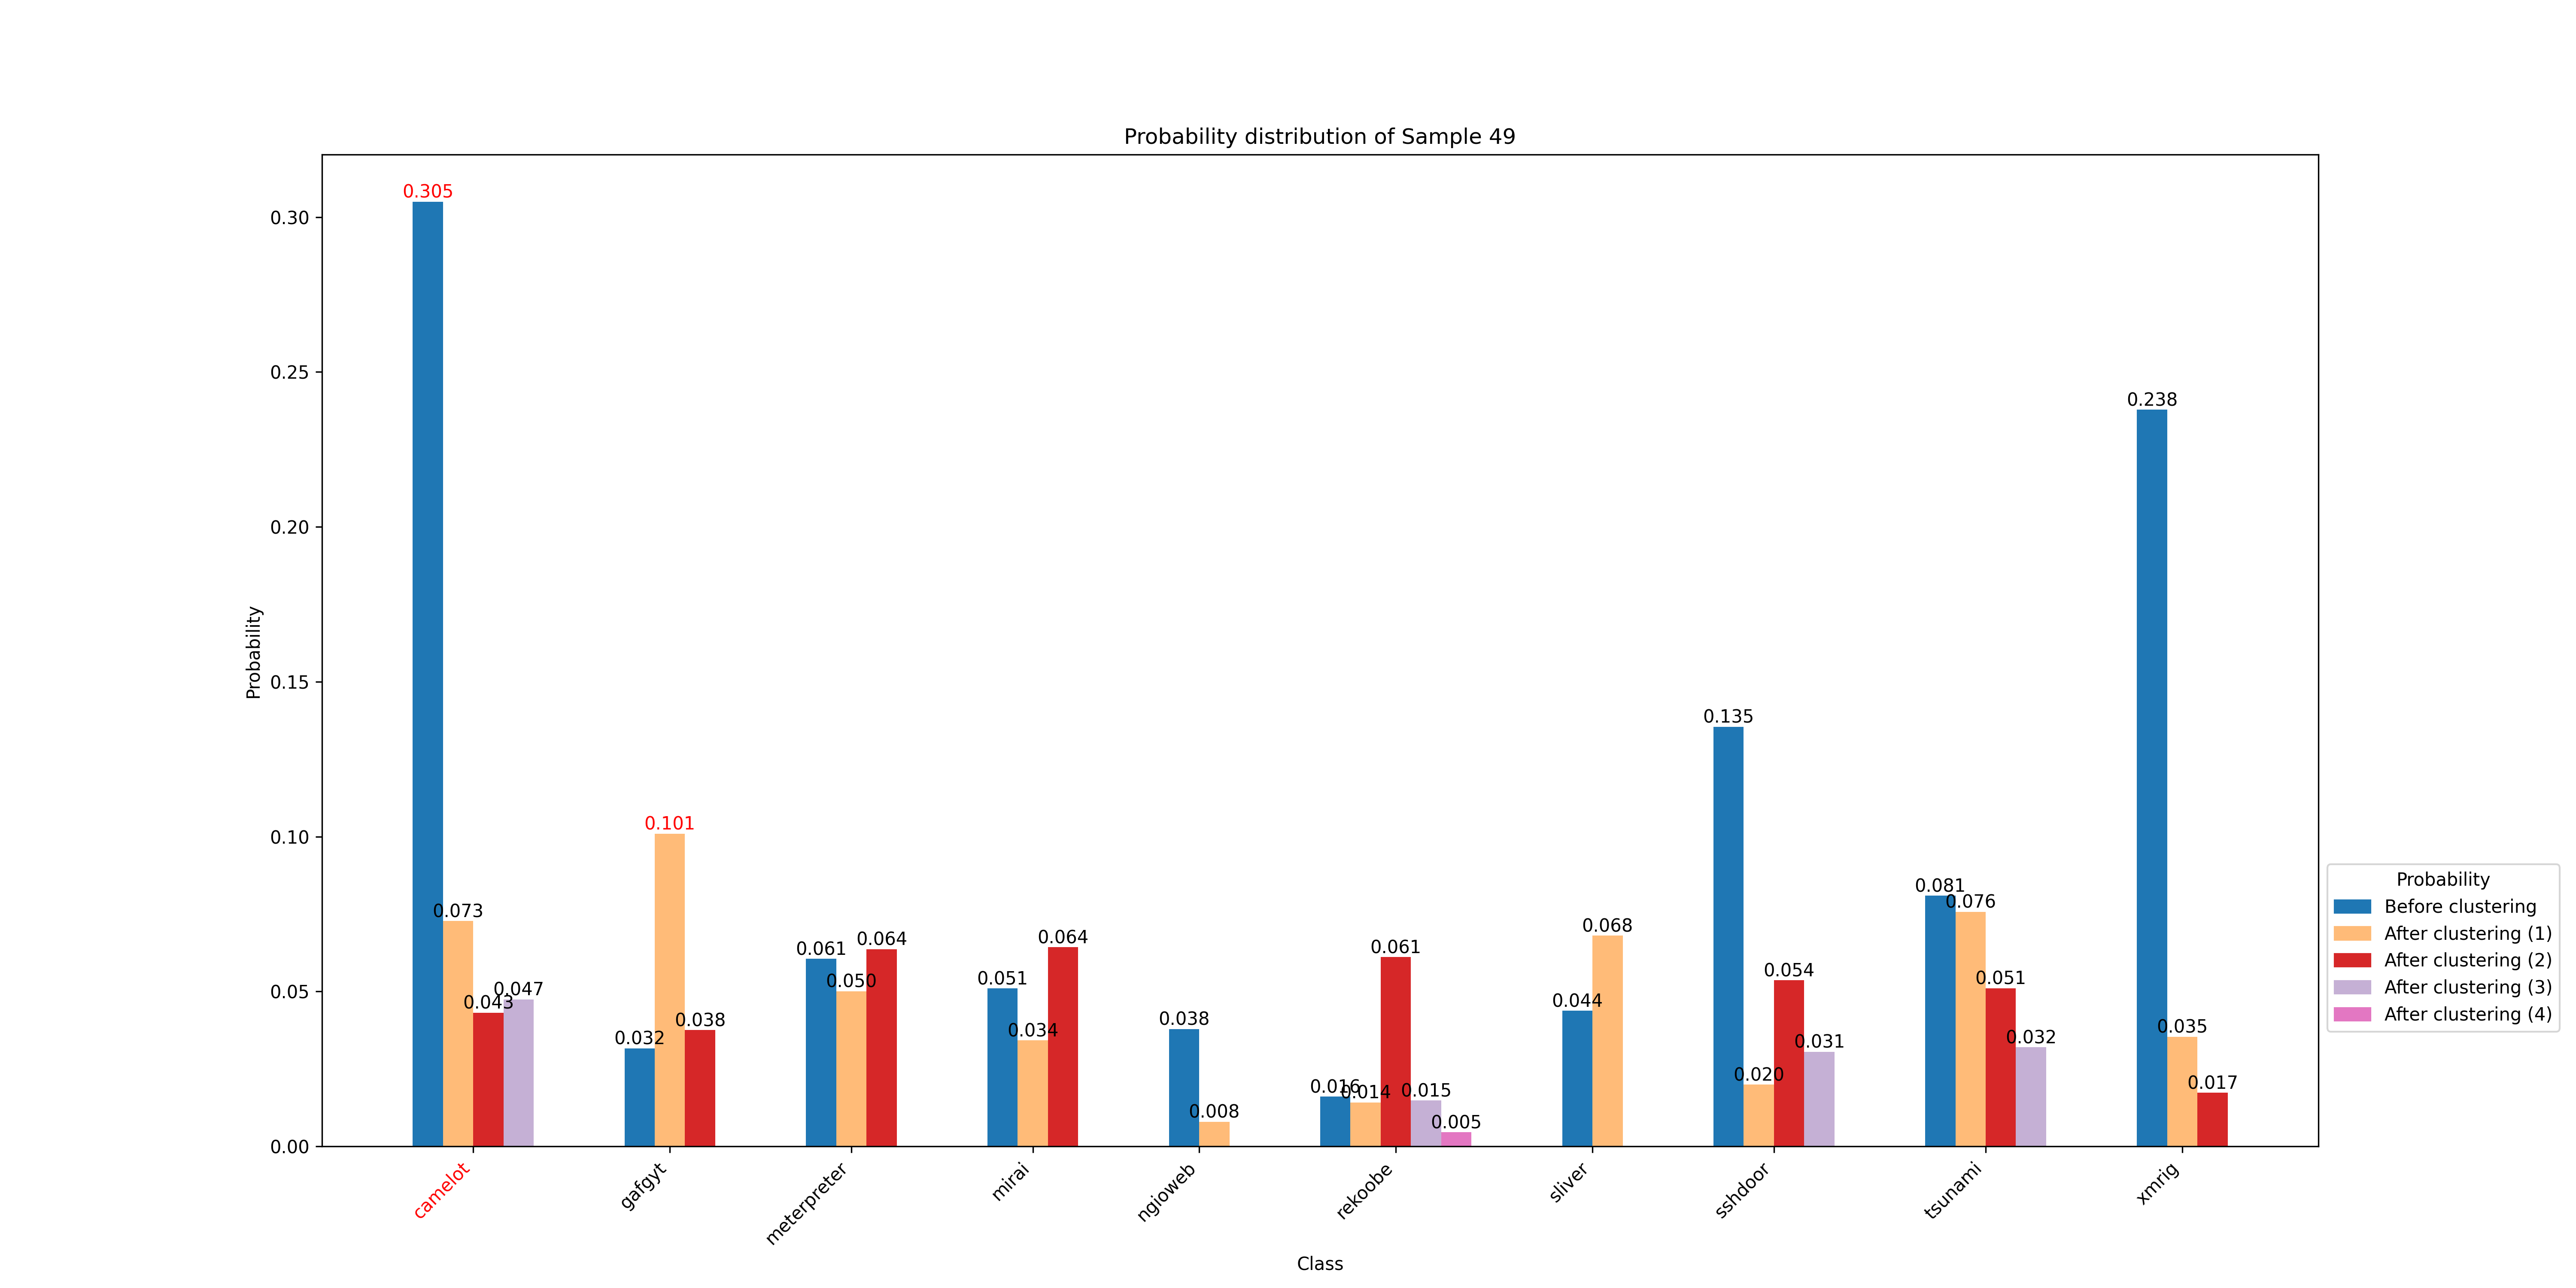 Probability distribution of Sample 49
Probability
0.30
0.25
0.20
0.15
0.10
0.05
0.00
0.305
0.073
0.043
0.047
0.032
0.101
0.038
0.061
0.050
0.064
0.051
0.034
0.064
0.038
0.008
0.016
0.014
0.061
0.015
0.005
0.044
0.068
0.135
0.020
0.054
0.031
0.081
0.076
0.051
0.032
0.238
0.035
0.017
camelot
gafgyt
meterpreter
mirai
ngioweb
rekoobe
sliver
sshdoor
tsunami
xmrig
Class
Probability
Before clustering
After clustering (1)
After clustering (2)
After clustering (3)
After clustering (4)